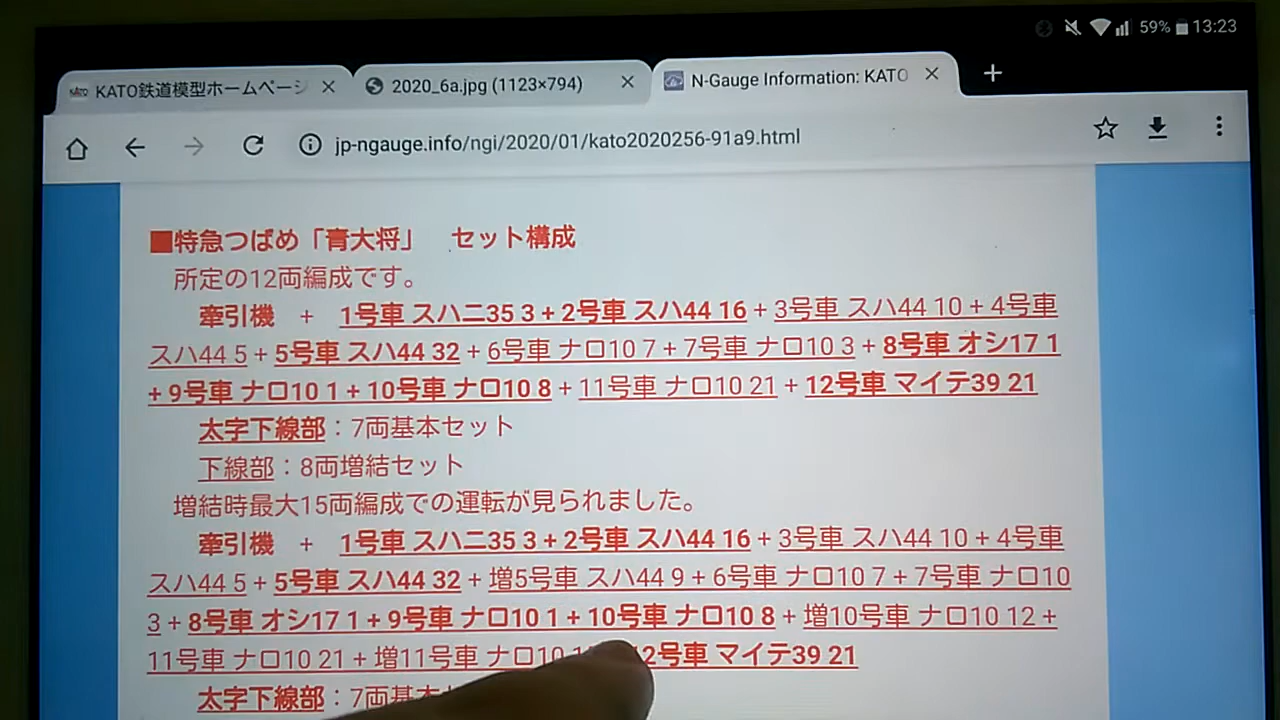 59% 13:23
KATO鉄道模型ホームページ
2020_6a.jpg (1123×794)
N-Gauge Information: KATO
jp-ngauge.info/ngi/2020/01/kato2020256-91a9.html
■特急つばめ「青大将」 セット構成
所定の12両編成です。
牽引機 + 1号車 スハニ35 3 + 2号車 スハ44 16 + 3号車 スハ44 10 + 4号車
スハ44 5 + 5号車 スハ44 32 + 6号車 ナロ10 7 + 7号車 ナロ10 3 + 8号車 オシ17 1
+ 9号車 ナロ10 1 + 10号車 ナロ10 8 + 11号車 ナロ10 21 + 12号車 マイテ39 21
太字下線部：7両基本セット
下線部：8両増結セット
増結時最大15両編成での運転が見られました。
牽引機 + 1号車 スハニ35 3 + 2号車 スハ44 16 + 3号車 スハ44 10 + 4号車
スハ44 5 + 5号車 スハ44 32 + 増5号車 スハ44 9 + 6号車 ナロ10 7 + 7号車 ナロ10
3 + 8号車 オシ17 1 + 9号車 ナロ10 1 + 10号車 ナロ10 8 + 増10号車 ナロ10 12 +
11号車 ナロ10 21 + 増11号車 ナロ10 2号車 マイテ39 21
太字下線部：7両基